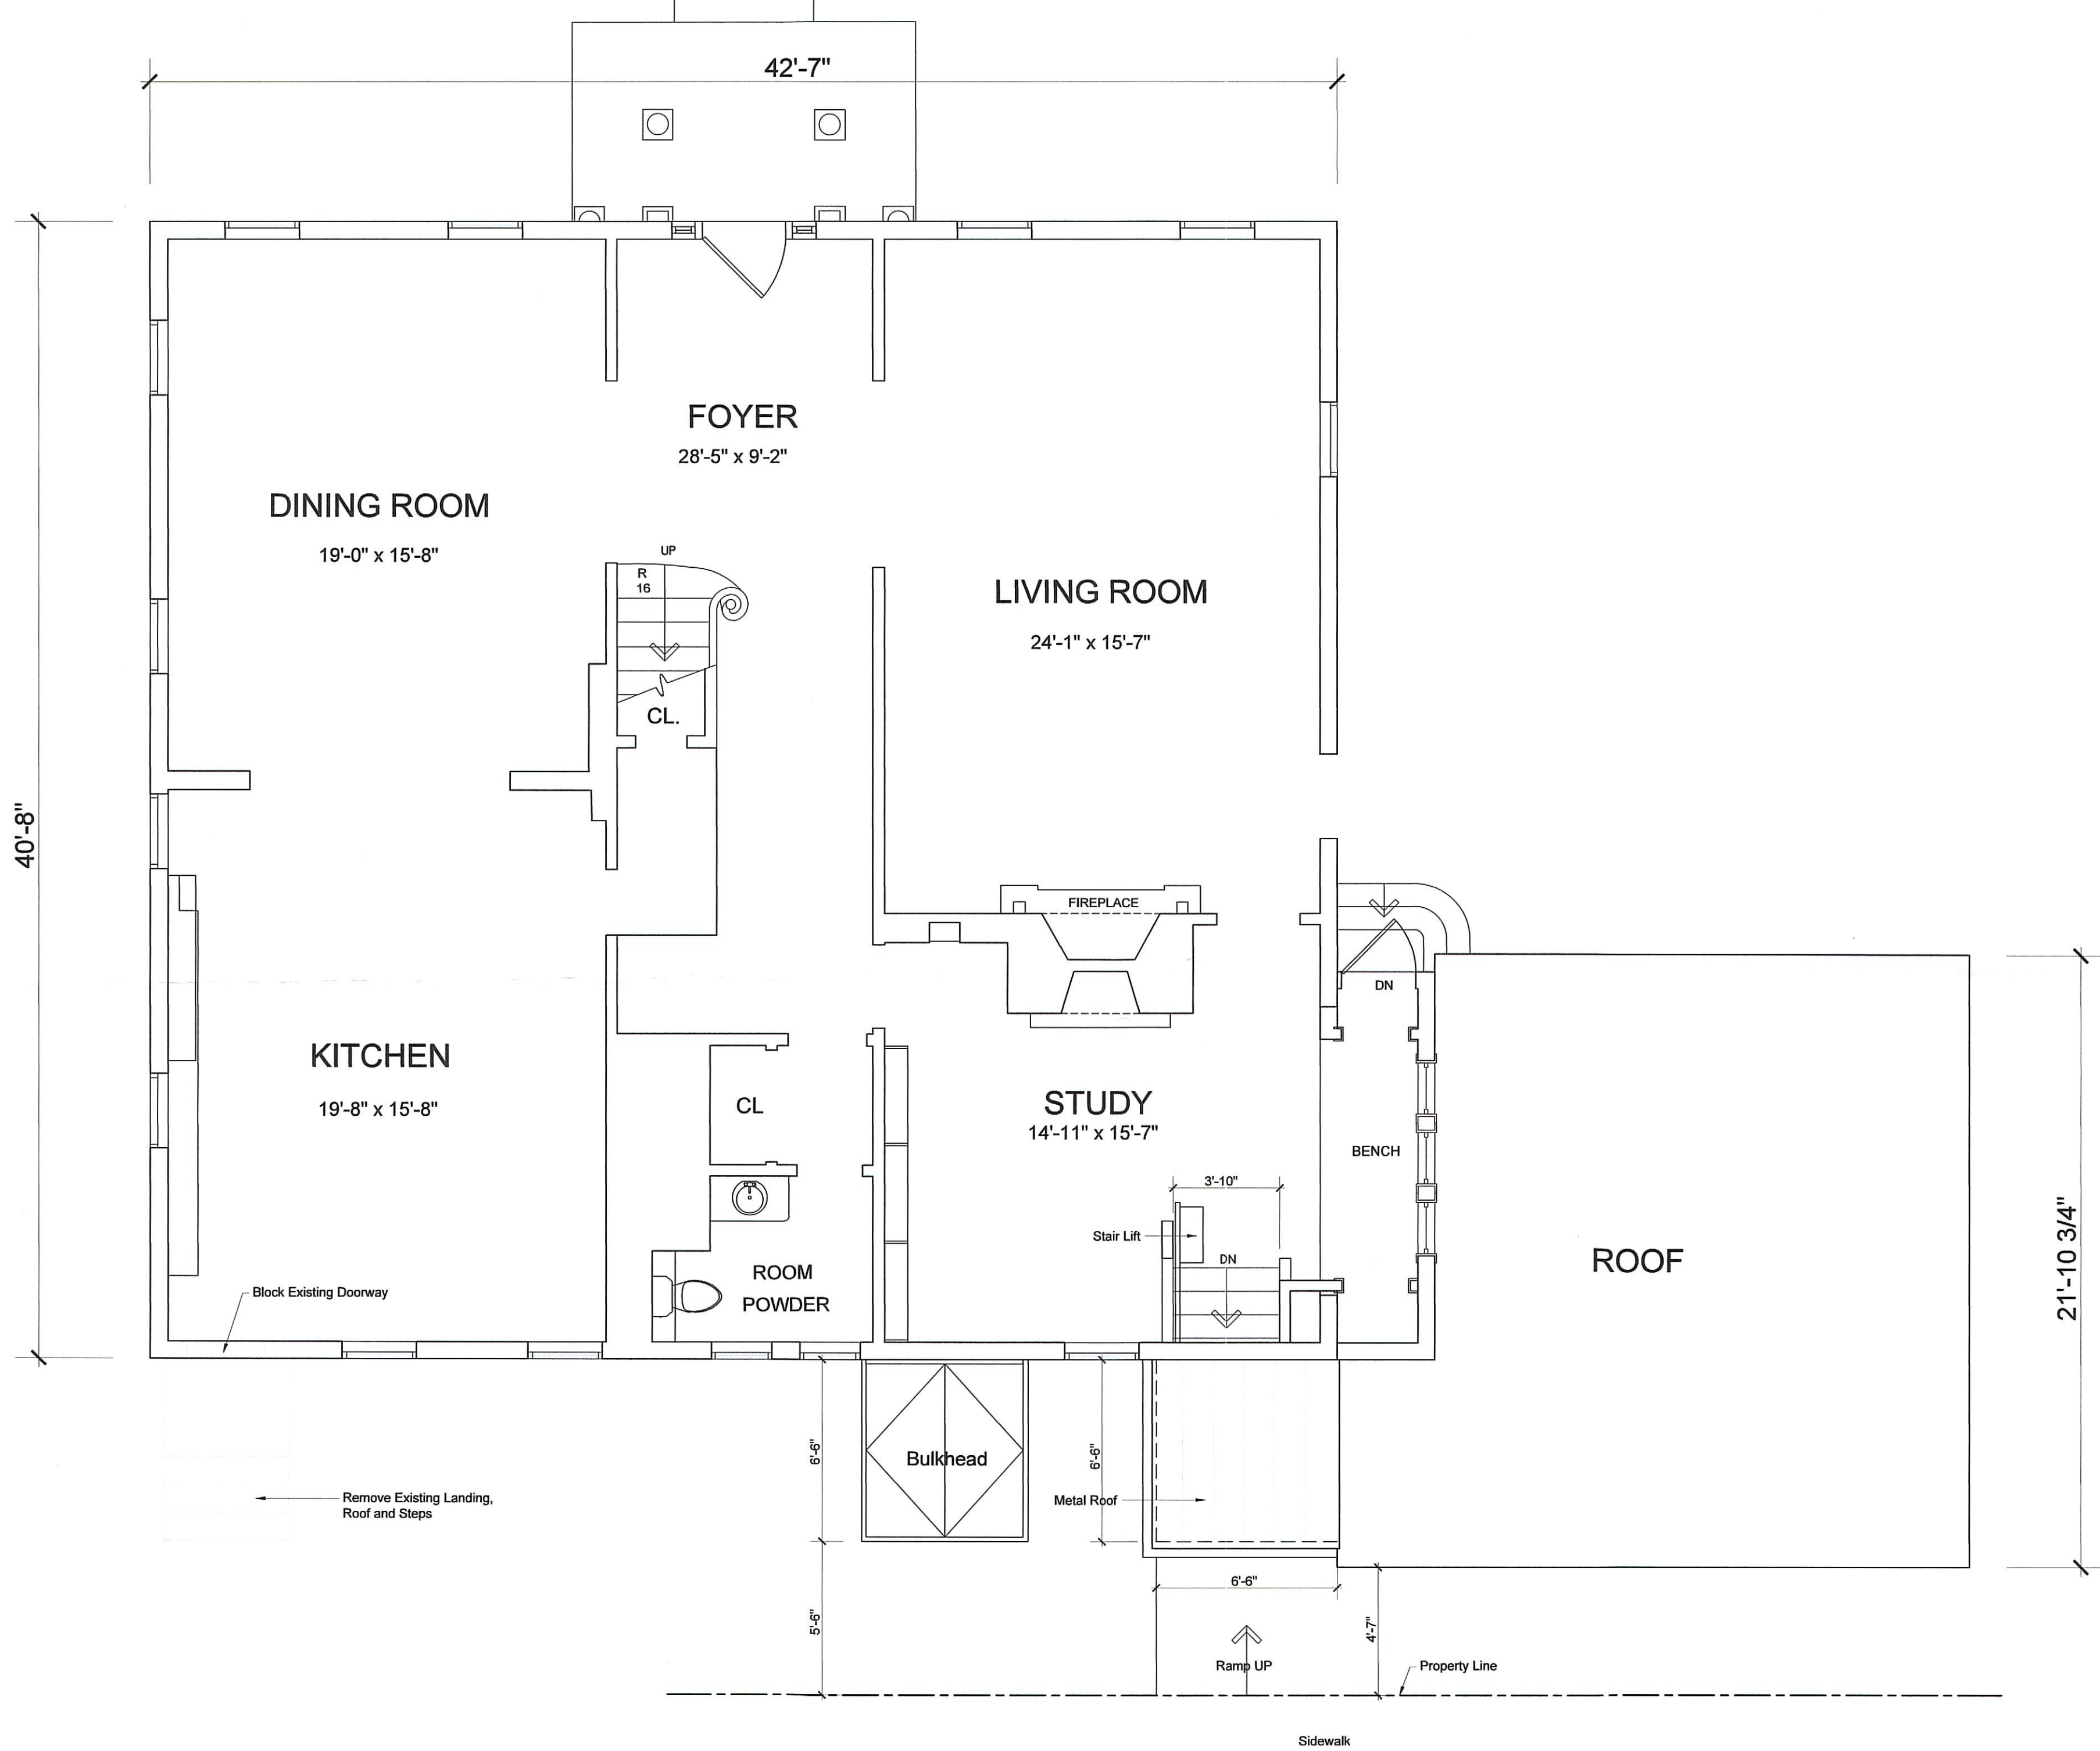 42'-7"
FOYER
28'-5" x 9'-2"
DINING ROOM
19'-0" x 15'-8"
UP
R
16
LIVING ROOM
24'-1" x 15'-7"
CL.
40'-8"
FIREPLACE
DN
KITCHEN
19'-8" x 15'-8"
CL
STUDY
14'-11" x 15'-7"
BENCH
3'-10"
Stair Lift
DN
ROOF
21'-10 3/4"
ROOM
POWDER
Block Existing Doorway
6'-6"
Bulkhead
6'-6"
Metal Roof
Remove Existing Landing,
Roof and Steps
6'-6"
5'-6"
4'-7"
Ramp UP
Property Line
Sidewalk